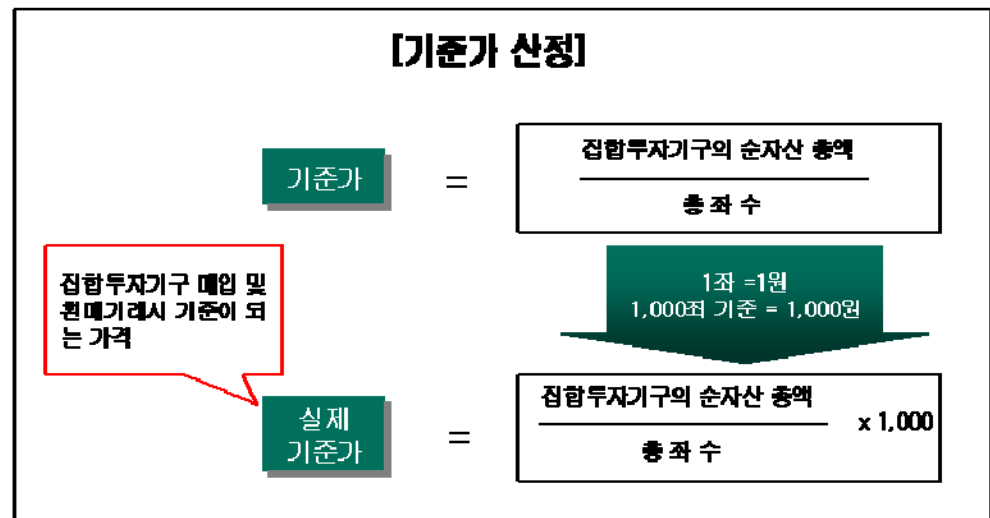 [기준가 산정]
기준가
=
집합투자기구의 순자산 총액
총 좌 수
집합투자기구 매입 및
환매거래시 기준이 되
는 가격
1좌 =1원
1,000좌 기준 = 1,000원
실제
기준가
=
집합투자기구의 순자산 총액
총 좌 수
x 1,000